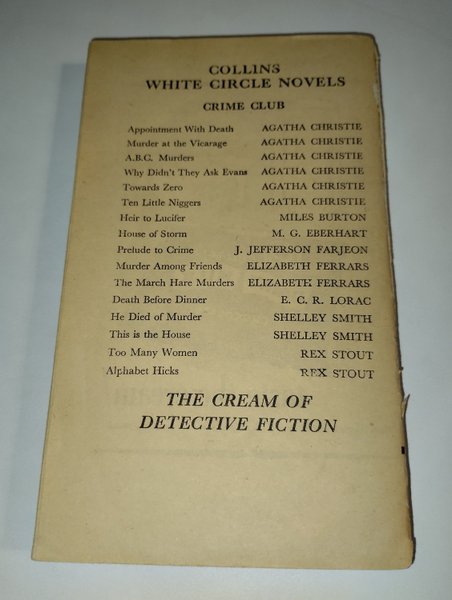 COLLINS
WHITE CIRCLE NOVELS
CRIME CLUB
Appointment With Death AGATHA CHRISTIE
Murder at the Vicarage AGATHA CHRISTIE
A.B.C. Murders AGATHA CHRISTIE
Why Didn't They Ask Evans AGATHA CHRISTIE
Towards Zero AGATHA CHRISTIE
Ten Little Niggers AGATHA CHRISTIE
Heir to Lucifer MILES BURTON
House of Storm M. G. EBERHART
Prelude to Crime J. JEFFERSON FARJEON
Murder Among Friends ELIZABETH FERRARS
The March Hare Murders ELIZABETH FERRARS
Death Before Dinner E. C. R. LORAC
He Died of Murder SHELLEY SMITH
This is the House SHELLEY SMITH
Too Many Women REX STOUT
Alphabet Hicks REX STOUT
THE CREAM OF
DETECTIVE FICTION